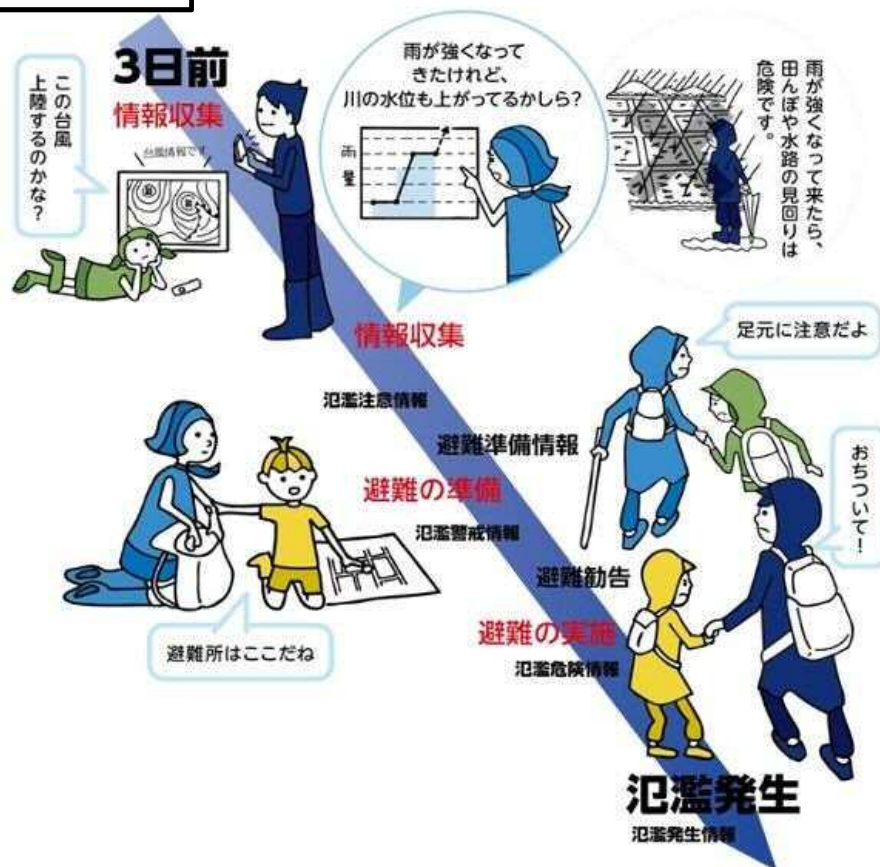 3日前
情報収集
この台風
上陸するのかな?
台風情報です
雨が強くなって
きたけれど、
川の水位も上がってるかしら?
雨量
雨が強くなって来たら、
田んぼや水路の見回りは
危険です。
情報収集
足元に注意だよ
氾濫注意情報
避難準備情報
おちついて!
避難の準備
氾濫警戒情報
避難勧告
避難の実施
避難所はここだね
氾濫危険情報
氾濫発生
氾濫発生情報